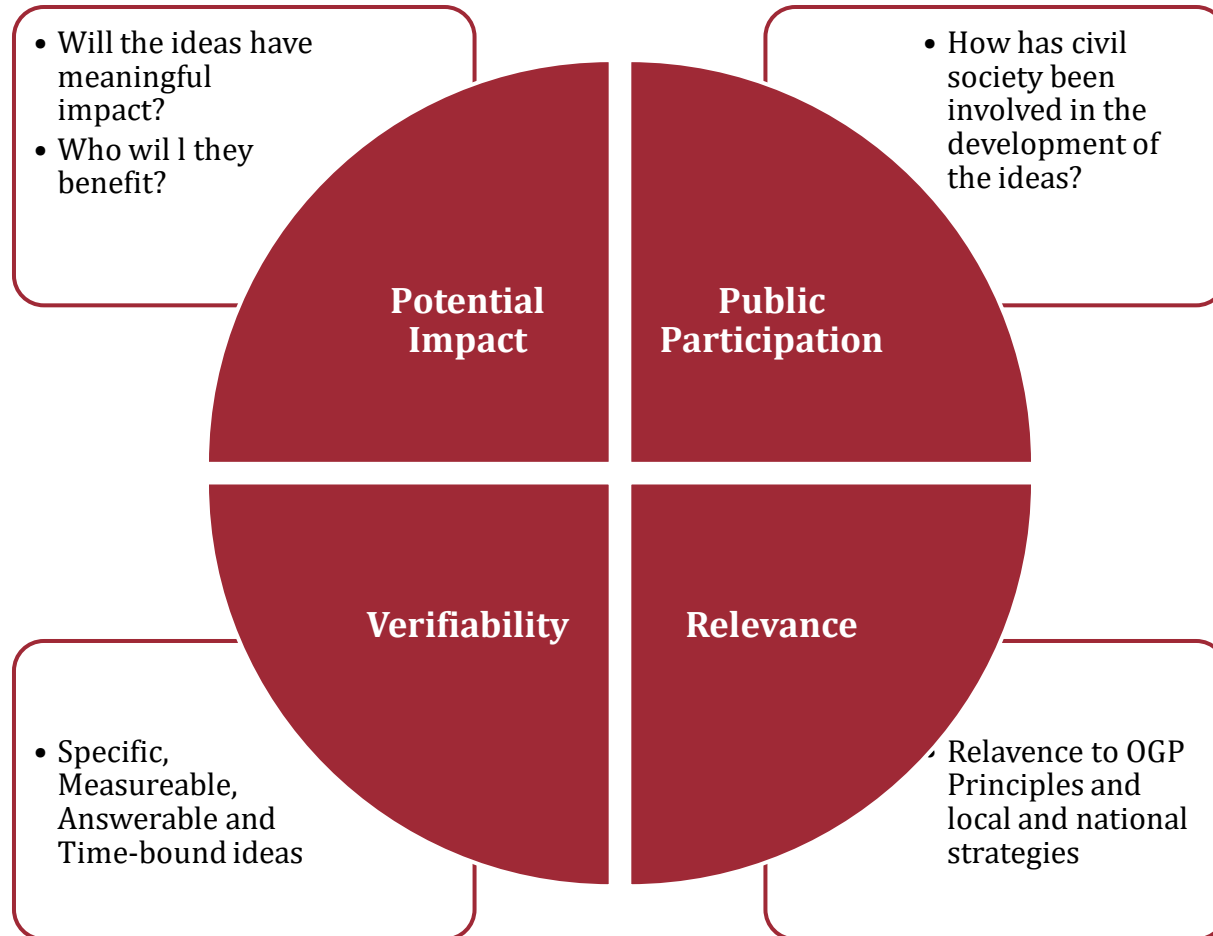 • Will the ideas have
meaningful
impact?
• Who wil l they
benefit?
• How has civil
society been
involved in the
development of
the ideas?
Potential
Impact
Public
Participation
Verifiability
Relevance
• Specific,
Measureable,
Answerable and
Time-bound ideas
• Relavence to OGP
Principles and
local and national
strategies